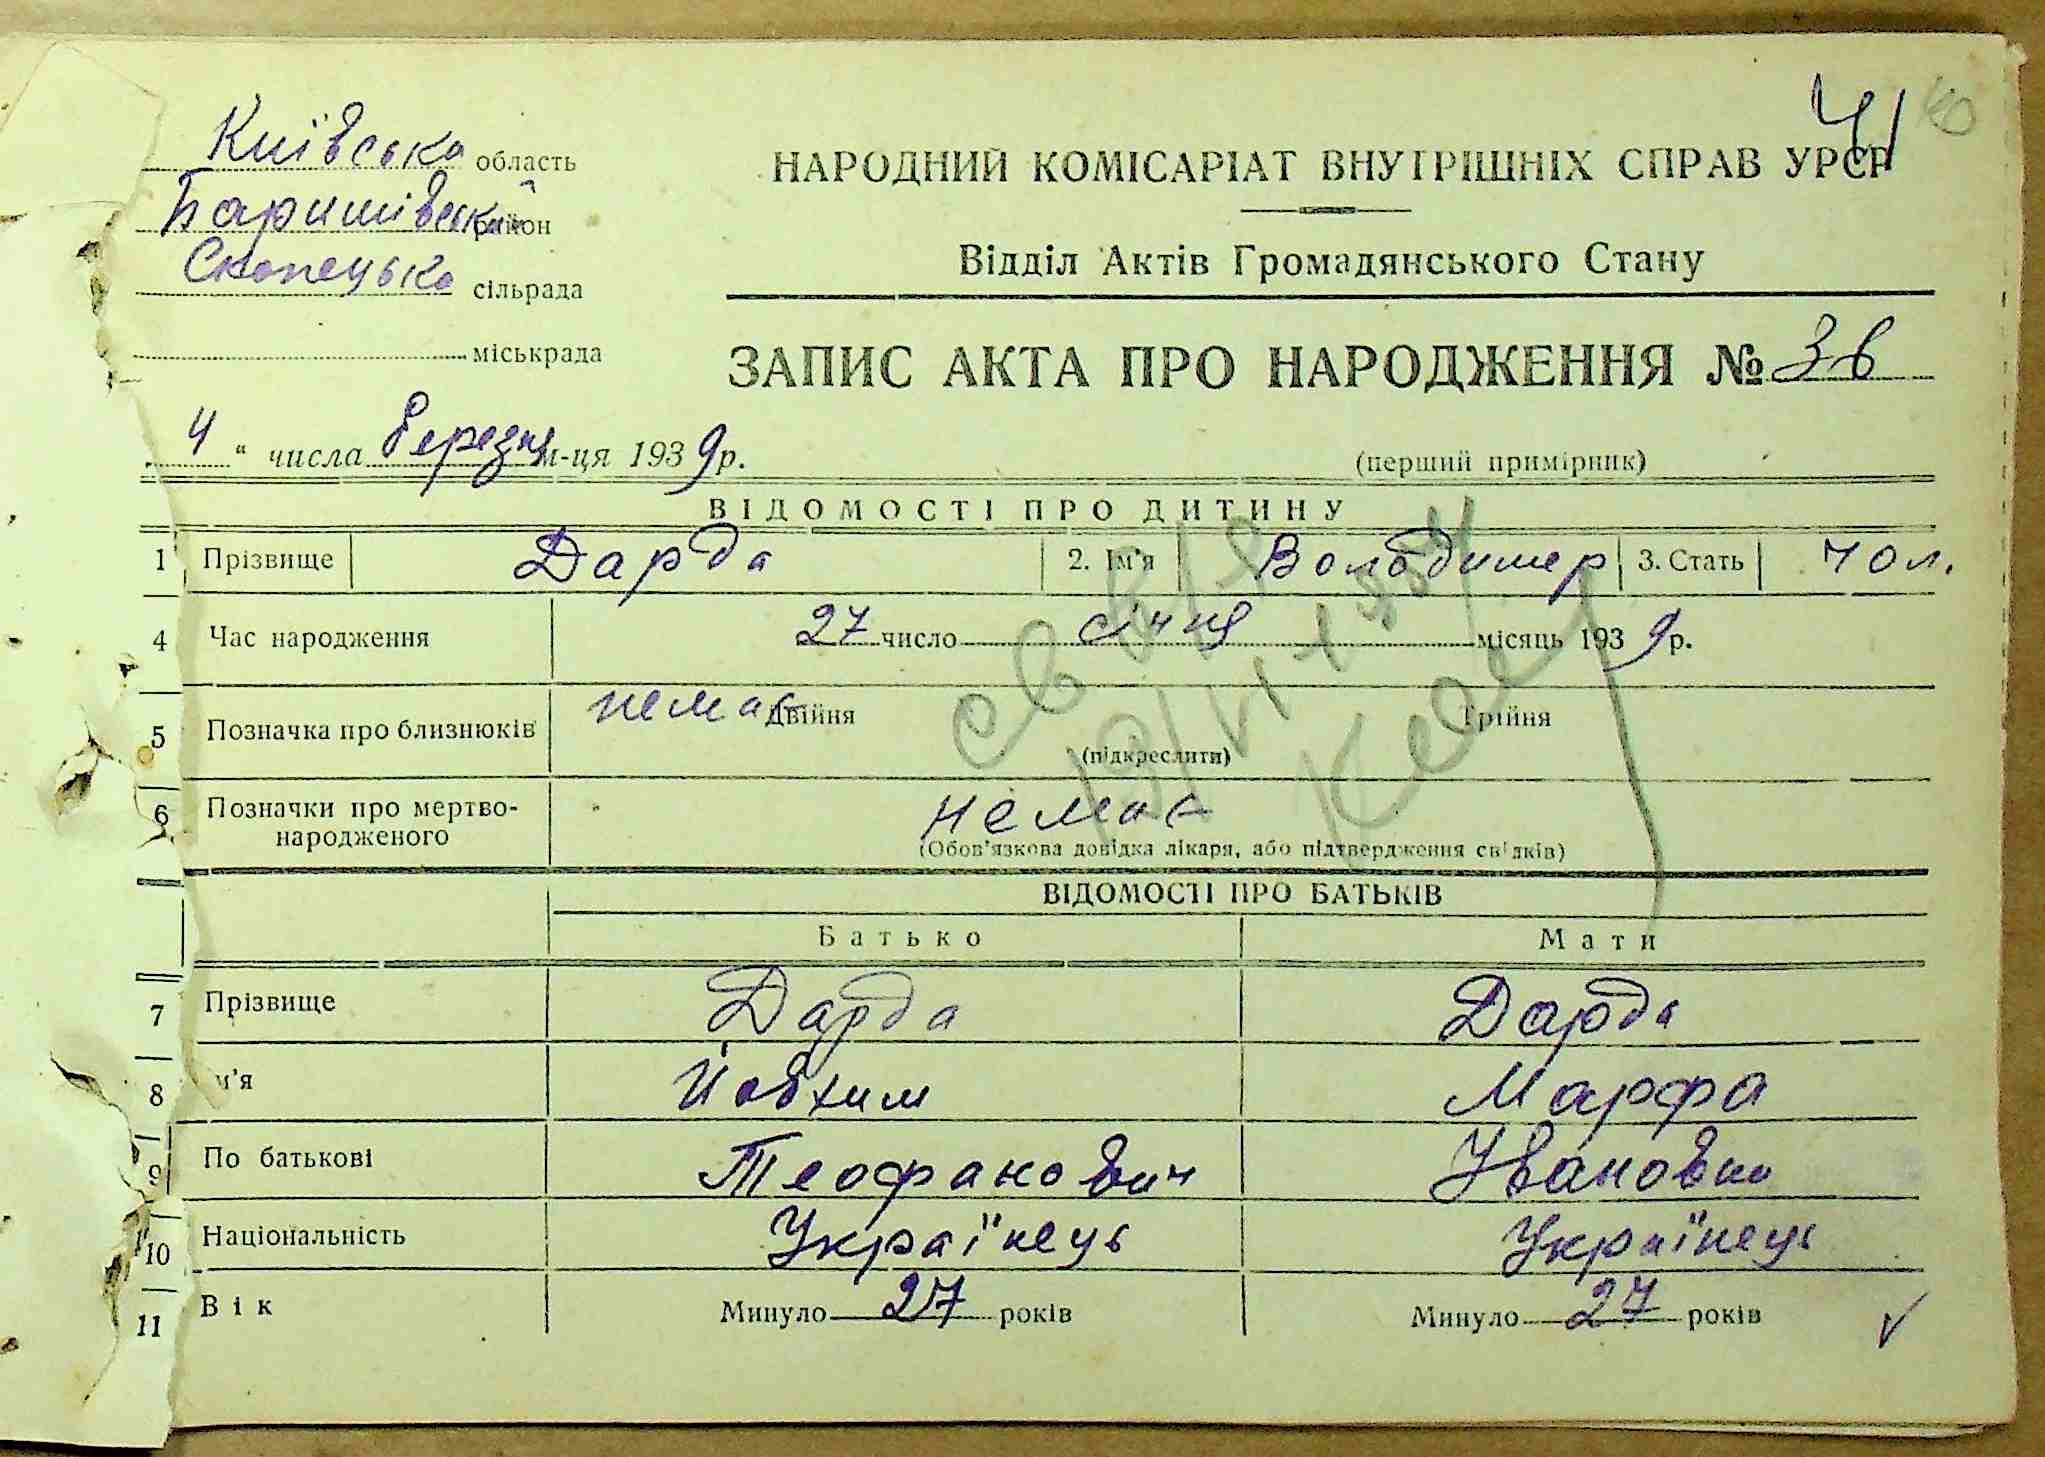 41 40
Київська область
НАРОДНИЙ КОМІСАРІАТ ВНУТРІШНІХ СПРАВ УРСР
Баришівський район
Скопецька сільрада
Відділ Актів Громадянського Стану
міськрада
ЗАПИС АКТА ПРО НАРОДЖЕННЯ № 36
4 " числа березня м-ця 1939 р.
(перший примірник)
ВІДОМОСТІ ПРО ДИТИНУ
1 Прізвище Дарда 2. Ім'я Володимер 3. Стать чол.
4 Час народження 27 число січня місяць 1939 р.
5 Позначка про близнюків немає Двійня Трійня
(підкреслити)
6 Позначки про мертво-
народженого немає
(Обов'язкова довідка лікаря, або підтвердження свідків)
ВІДОМОСТІ ПРО БАТЬКІВ
Батько Мати
7 Прізвище Дарда Дарда
8 м'я Йовхим Марфа
9 По батькові Теофанович Ивановна
10 Національність Українець Українець
11 Вік Минуло 27 років Минуло 27 років